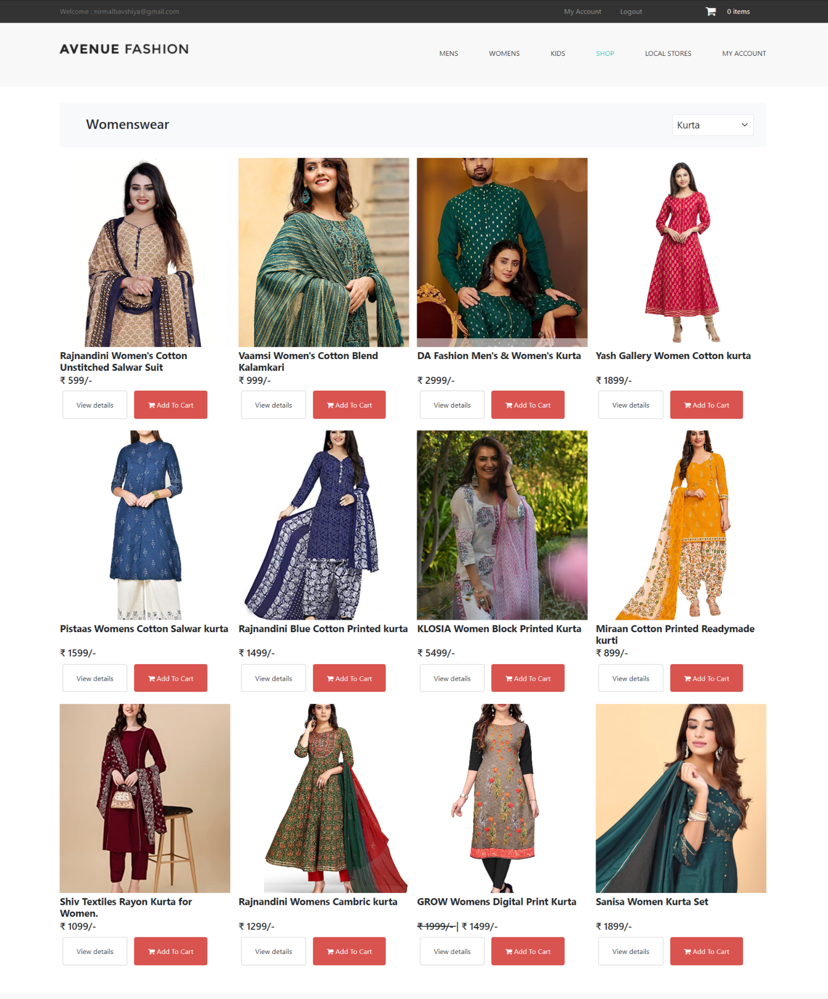 Welcome : nirmalbavshiya@gmail.com My Account Logout 0 items
AVENUE FASHION
MENS WOMENS KIDS SHOP LOCAL STORES MY ACCOUNT
Womenswear
Kurta
Rajnandini Women's Cotton
Unstitched Salwar Suit
₹ 599/-
View details Add To Cart
Vaamsi Women's Cotton Blend
Kalamkari
₹ 999/-
View details Add To Cart
DA Fashion Men's & Women's Kurta
₹ 2999/-
View details Add To Cart
Yash Gallery Women Cotton kurta
₹ 1899/-
View details Add To Cart
Pistaas Womens Cotton Salwar kurta
₹ 1599/-
View details Add To Cart
Rajnandini Blue Cotton Printed kurta
₹ 1499/-
View details Add To Cart
KLOSIA Women Block Printed Kurta
₹ 5499/-
View details Add To Cart
Miraan Cotton Printed Readymade
kurti
₹ 899/-
View details Add To Cart
Shiv Textiles Rayon Kurta for
Women.
₹ 1099/-
View details Add To Cart
Rajnandini Womens Cambric kurta
₹ 1299/-
View details Add To Cart
GROW Womens Digital Print Kurta
₹ 1999/- | ₹ 1499/-
View details Add To Cart
Sanisa Women Kurta Set
₹ 1899/-
View details Add To Cart